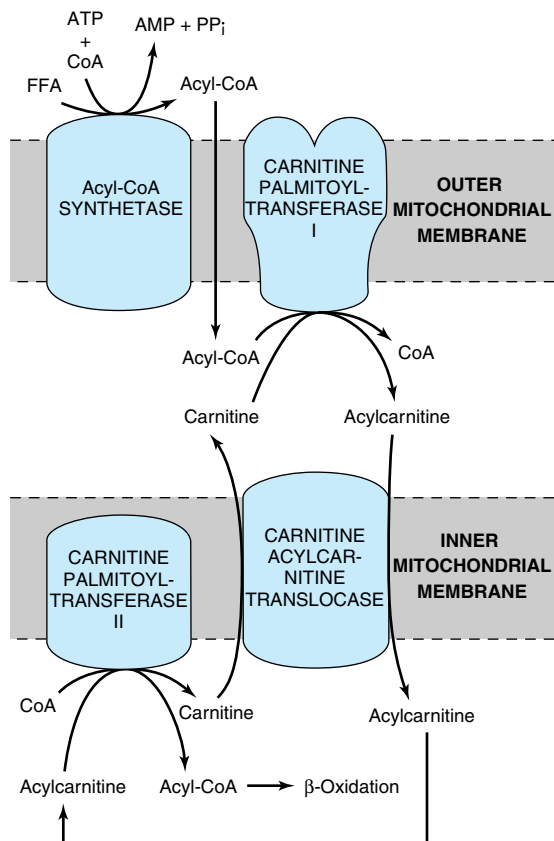 ATP
+
CoA
AMP + PPi
FFA
Acyl-CoA
Acyl-CoA
SYNTHETASE
CARNITINE
PALMITOYL-
TRANSFERASE
I
OUTER
MITOCHONDRIAL
MEMBRANE
Acyl-CoA
CoA
Carnitine
Acylcarnitine
CARNITINE
PALMITOYL-
TRANSFERASE
II
CARNITINE
ACYLCAR-
NITINE
TRANSLOCASE
INNER
MITOCHONDRIAL
MEMBRANE
CoA
Carnitine
Acylcarnitine
Acylcarnitine
Acyl-CoA
β-Oxidation